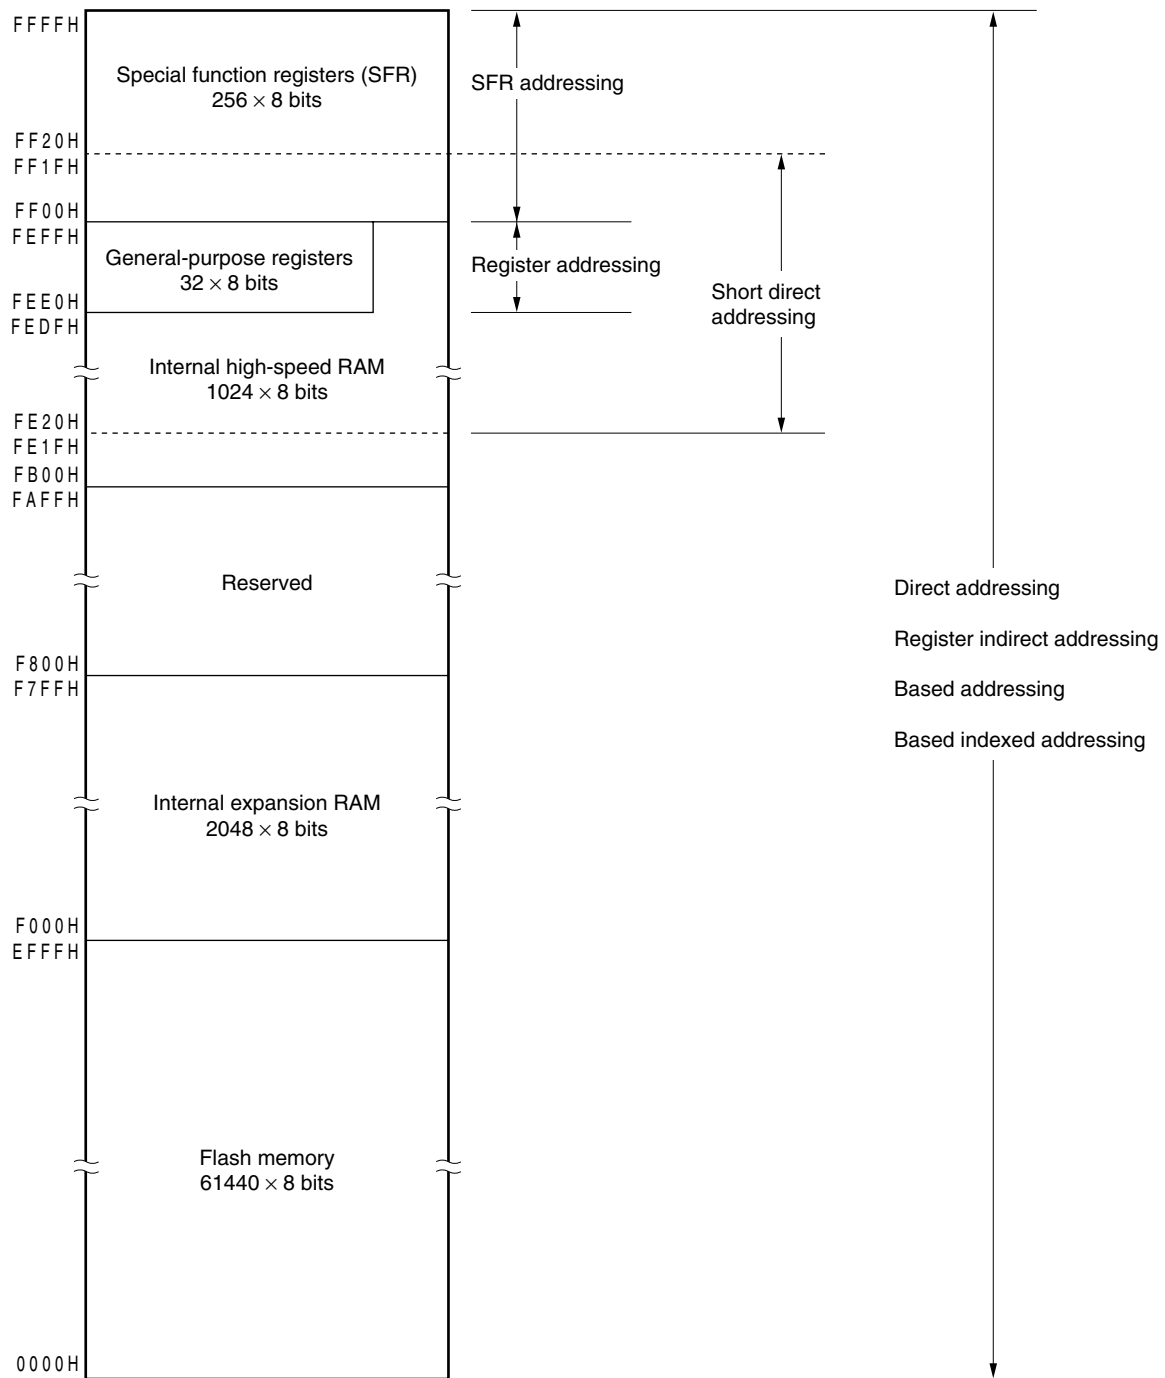 FFFFH
Special function registers (SFR)
256 × 8 bits
SFR addressing
FF20H
FF1FH
FF00H
FEFFH
General-purpose registers
32 × 8 bits
Register addressing
FEE0H
FEDFH
Short direct
addressing
Internal high-speed RAM
1024 × 8 bits
FE20H
FE1FH
FB00H
FAFFH
Reserved
Direct addressing
Register indirect addressing
Based addressing
Based indexed addressing
F800H
F7FFH
Internal expansion RAM
2048 × 8 bits
F000H
EFFFH
Flash memory
61440 × 8 bits
0000H